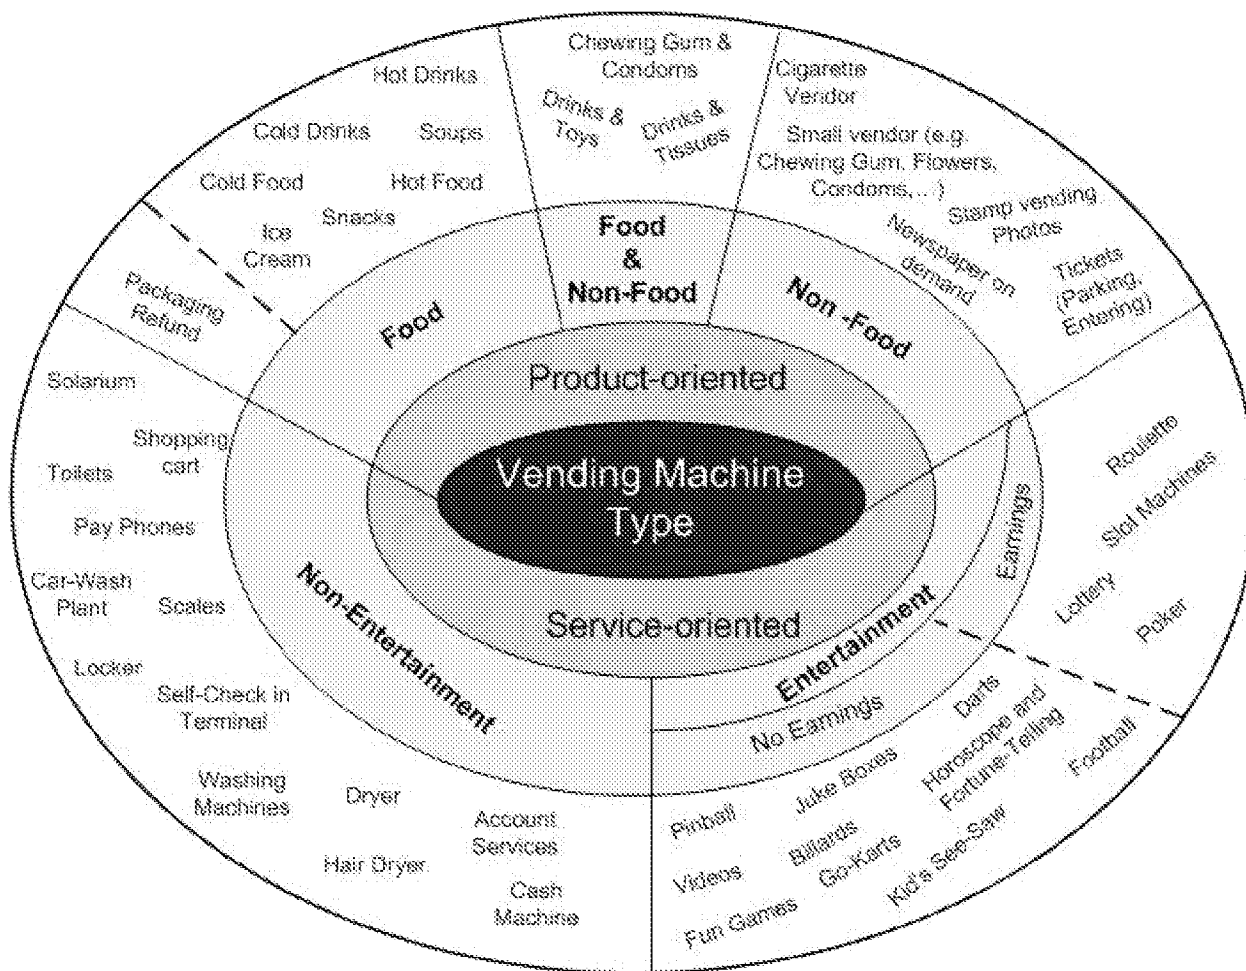 Chewing Gum &
Condoms
Drinks &
Toys
Drinks &
Tissues
Hot Drinks
Cold Drinks
Soups
Cold Food
Hot Food
Snacks
Ice
Cream
Packaging
Refund
Cigarette
Vendor
Small vendor (e.g.
Chewing Gum, Flowers,
Condoms,...)
Stamp vending
Photos
Newspaper on
demand
Tickets
(Parking,
Entering)
Food
Food
&
Non-Food
Non -Food
Product-oriented
Vending Machine
Type
Service-oriented
Non-Entertainment
Entertainment
Earnings
No Earnings
Solarium
Shopping
cart
Toilets
Pay Phones
Car-Wash
Plant
Scales
Locker
Self-Check in
Terminal
Washing
Machines
Dryer
Hair Dryer
Account
Services
Cash
Machine
Roulette
Slot Machines
Lottery
Poker
Pinball
Juke Boxes
Darts
Horoscope and
Fortune-Telling
Football
Videos
Billards
Go-Karts
Kid's See-Saw
Fun Games